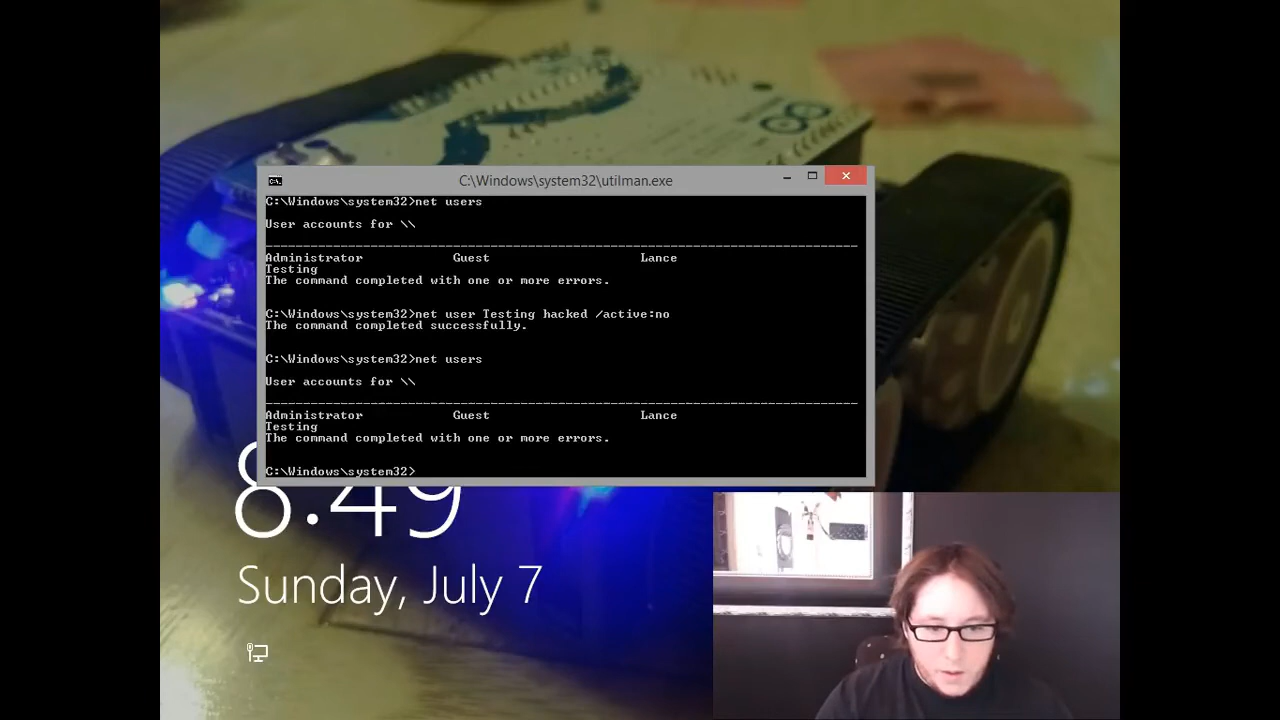 C:\Windows\system32\utilman.exe
C:\Windows\system32>net users
User accounts for \\
-------------------------------------------------------------------------------
Administrator Guest Lance
Testing
The command completed with one or more errors.
C:\Windows\system32>net user Testing hacked /active:no
The command completed successfully.
C:\Windows\system32>net users
User accounts for \\
-------------------------------------------------------------------------------
Administrator Guest Lance
Testing
The command completed with one or more errors.
C:\Windows\system32>
8:49
Sunday, July 7